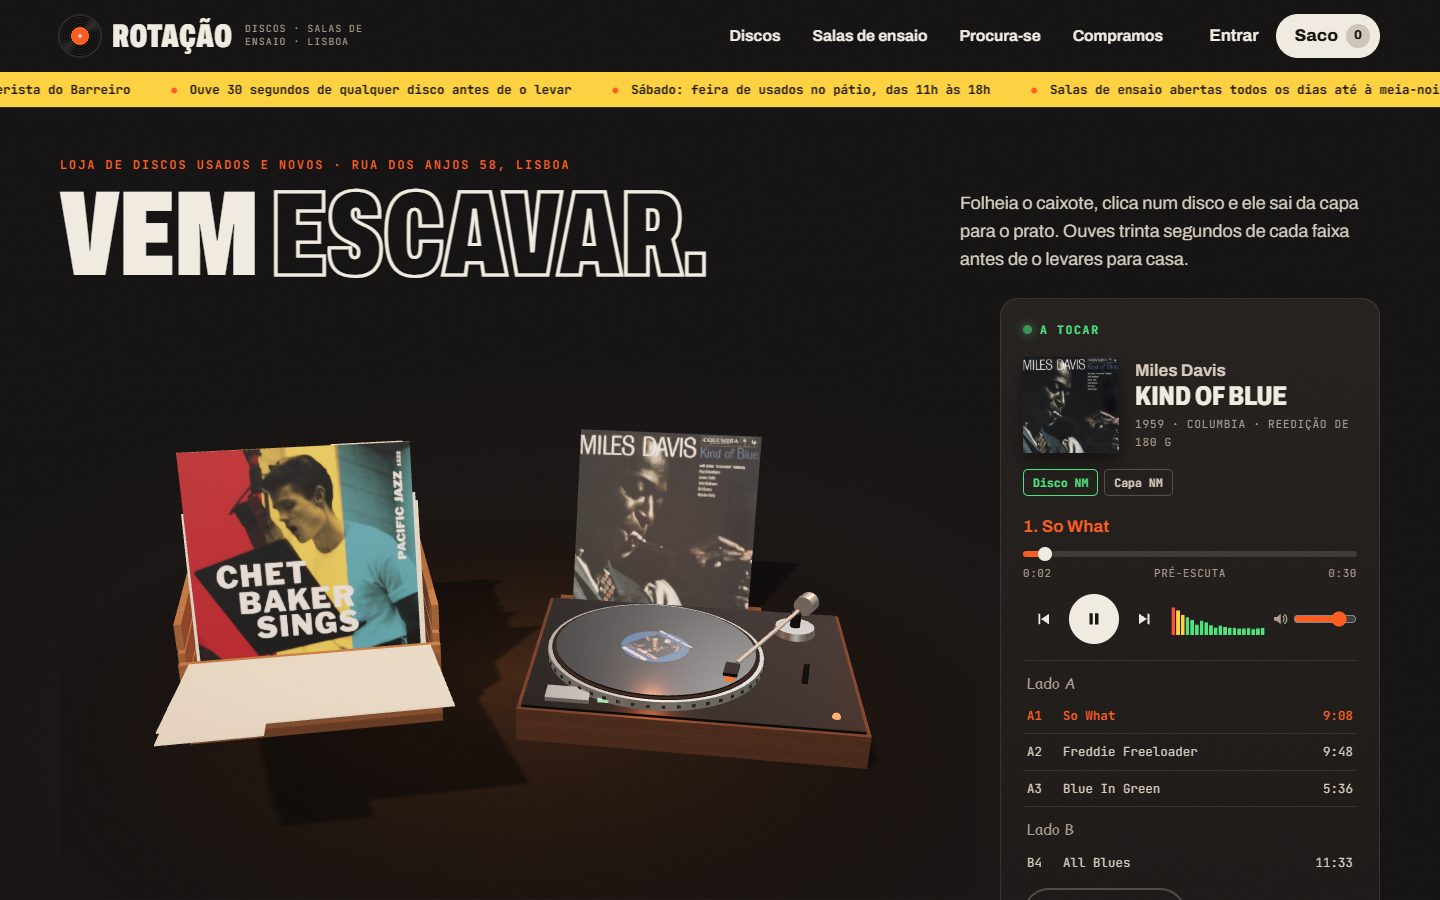 ROTAÇÃO
DISCOS · SALAS DE
ENSAIO · LISBOA
Discos
Salas de ensaio
Procura-se
Compramos
Entrar
Saco 0
erista do Barreiro
Ouve 30 segundos de qualquer disco antes de o levar
Sábado: feira de usados no pátio, das 11h às 18h
Salas de ensaio abertas todos os dias até à meia-noi
LOJA DE DISCOS USADOS E NOVOS · RUA DOS ANJOS 58, LISBOA
VEM ESCAVAR.
Folheia o caixote, clica num disco e ele sai da capa
para o prato. Ouves trinta segundos de cada faixa
antes de o levares para casa.
CHET
BAKER
SINGS
PACIFIC JAZZ 1222
MILES DAVIS
COLUMBIA
Kind of Blue
A TOCAR
MILES DAVIS Kind of Blue
Miles Davis
KIND OF BLUE
1959 · COLUMBIA · REEDIÇÃO DE
180 G
Disco NM
Capa NM
1. So What
0:02
PRÉ-ESCUTA
0:30
Lado A
A1 So What 9:08
A2 Freddie Freeloader 9:48
A3 Blue In Green 5:36
Lado B
B4 All Blues 11:33